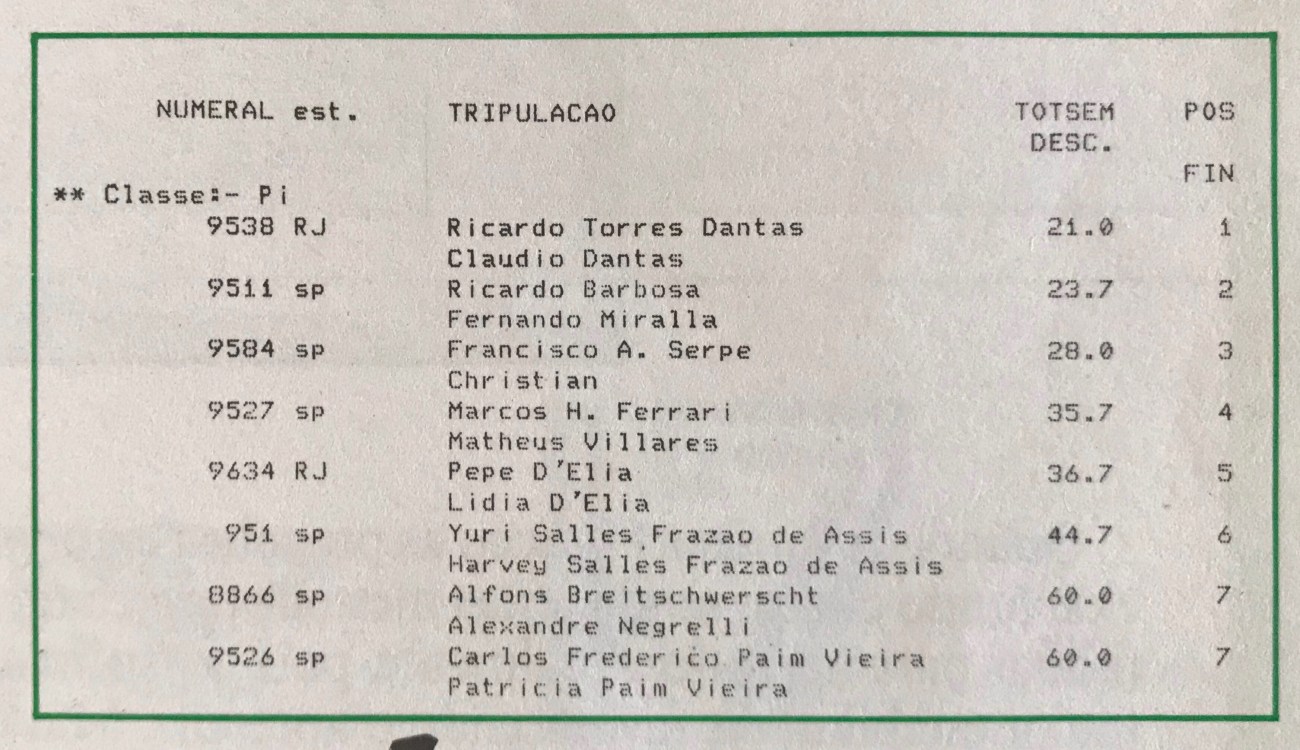 NUMERAL est. TRIPULACAO TOTSEM POS
DESC.
FIN
** Classe:- Pi
9538 RJ Ricardo Torres Dantas 21.0 1
Claudio Dantas
9511 sp Ricardo Barbosa 23.7 2
Fernando Miralla
9584 sp Francisco A. Serpe 28.0 3
Christian
9527 sp Marcos H. Ferrari 35.7 4
Matheus Villares
9634 RJ Pepe D'Elia 36.7 5
Lidia D'Elia
951 sp Yuri Salles Frazao de Assis 44.7 6
Harvey Salles Frazao de Assis
8866 sp Alfons Breitschwerscht 60.0 7
Alexandre Negrelli
9526 sp Carlos Frederico Paim Vieira 60.0 7
Patricia Paim Vieira